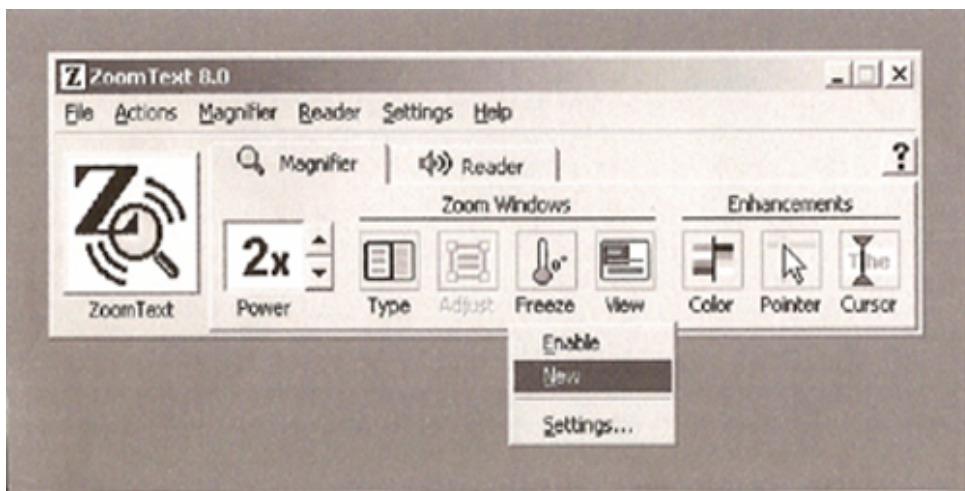 Z ZoomText 8.0
File Actions Magnifier Reader Settings Help
Magnifier Reader ?
Zoom Windows Enhancements
2x The
ZoomText Power Type Adjust Freeze View Color Pointer Cursor
Enable
New
Settings...